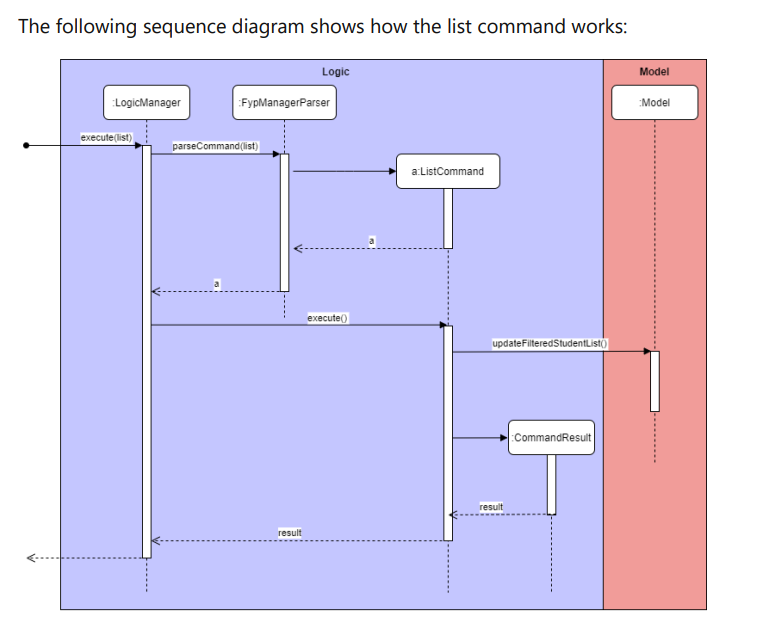 The following sequence diagram shows how the list command works:
Logic
Model
:LogicManager
:FypManagerParser
:Model
execute(list)
parseCommand(list)
a:ListCommand
a
a
execute()
updateFilteredStudentList()
:CommandResult
result
result